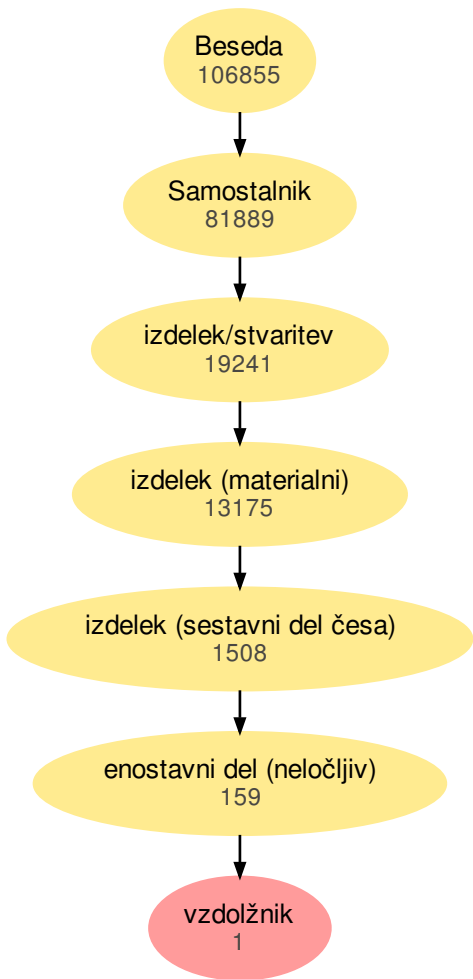 Beseda
106855
Samostalnik
81889
izdelek/stvaritev
19241
izdelek (materialni)
13175
izdelek (sestavni del česa)
1508
enostavni del (neločljiv)
159
vzdolžnik
1